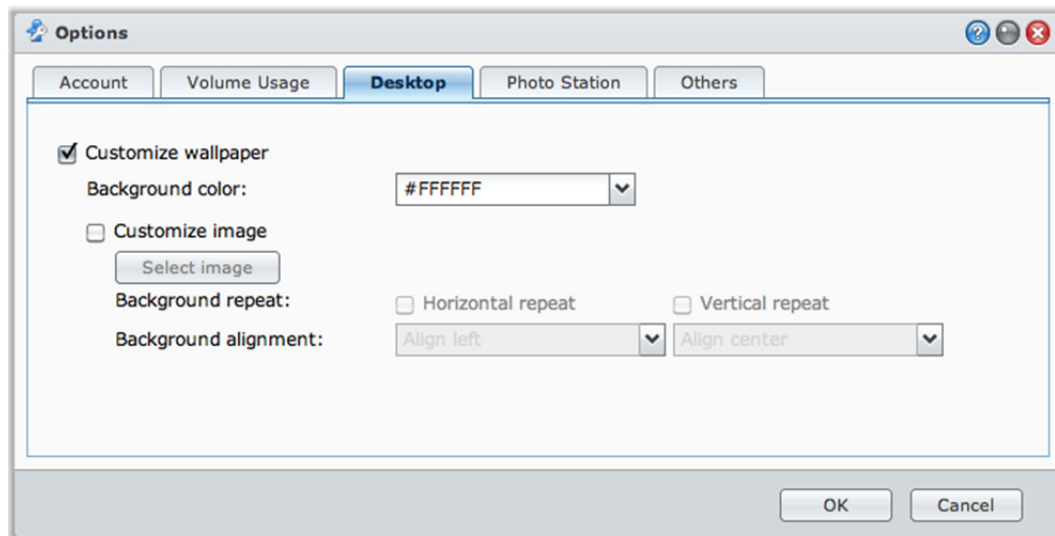 Options
Account Volume Usage Desktop Photo Station Others
Customize wallpaper
Background color: #FFFFFF
Customize image
Select image
Background repeat: Horizontal repeat Vertical repeat
Background alignment: Align left Align center
OK Cancel